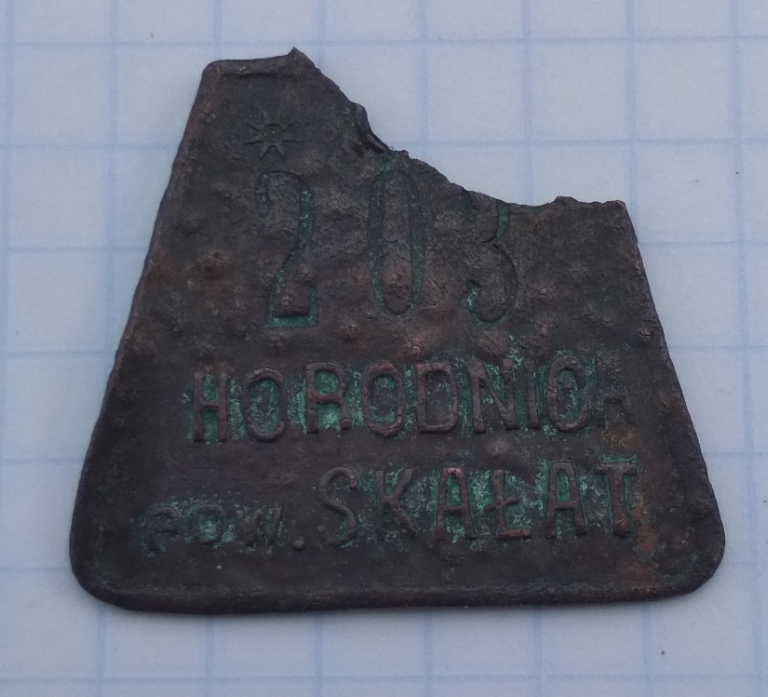 203
HORODNICA
POW. SKAŁAT